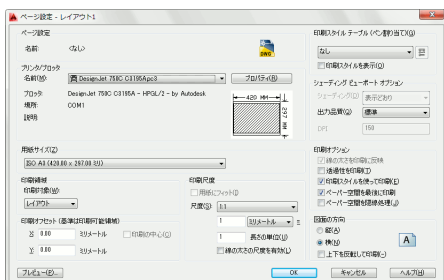 ページ設定 - レイアウト1
ページ設定
名前: <なし>
DWG
プリンタ/プロッタ
名前(M): DesignJet 750C C3195Apc3
プロパティ(R)
プロッタ: DesignJet 750C C3195A - HPGL/2 - by Autodesk
場所: COM1
説明:
420 MM
297 MM
用紙サイズ(Z)
ISO A3 (420.00 x 297.00 ミリ)
印刷領域
印刷対象(W):
レイアウト
印刷オフセット (基準は印刷可能領域)
X: 0.00 ミリメートル
印刷の中心(C)
Y: 0.00 ミリメートル
印刷尺度
用紙にフィット(I)
尺度(S): 1:1
1 ミリメートル =
1 長さの単位(U)
線の太さを尺度に有効(L)
印刷スタイル テーブル (ペン割り当て)(G)
なし
印刷スタイルを表示(D)
シェーディング ビューポート オプション
シェーディング(D) 表示どおり
出力品質(Q) 標準
DPI 150
印刷オプション
線の太さを印刷に反映
透過性を印刷(T)
印刷スタイルを使って印刷(E)
ペーパー空間を最後に印刷
ペーパー空間を隠線処理(J)
図面の方向
縦(A)
横(N)
上下を反転して印刷(-)
A
プレビュー(P)...
OK
キャンセル
ヘルプ(H)